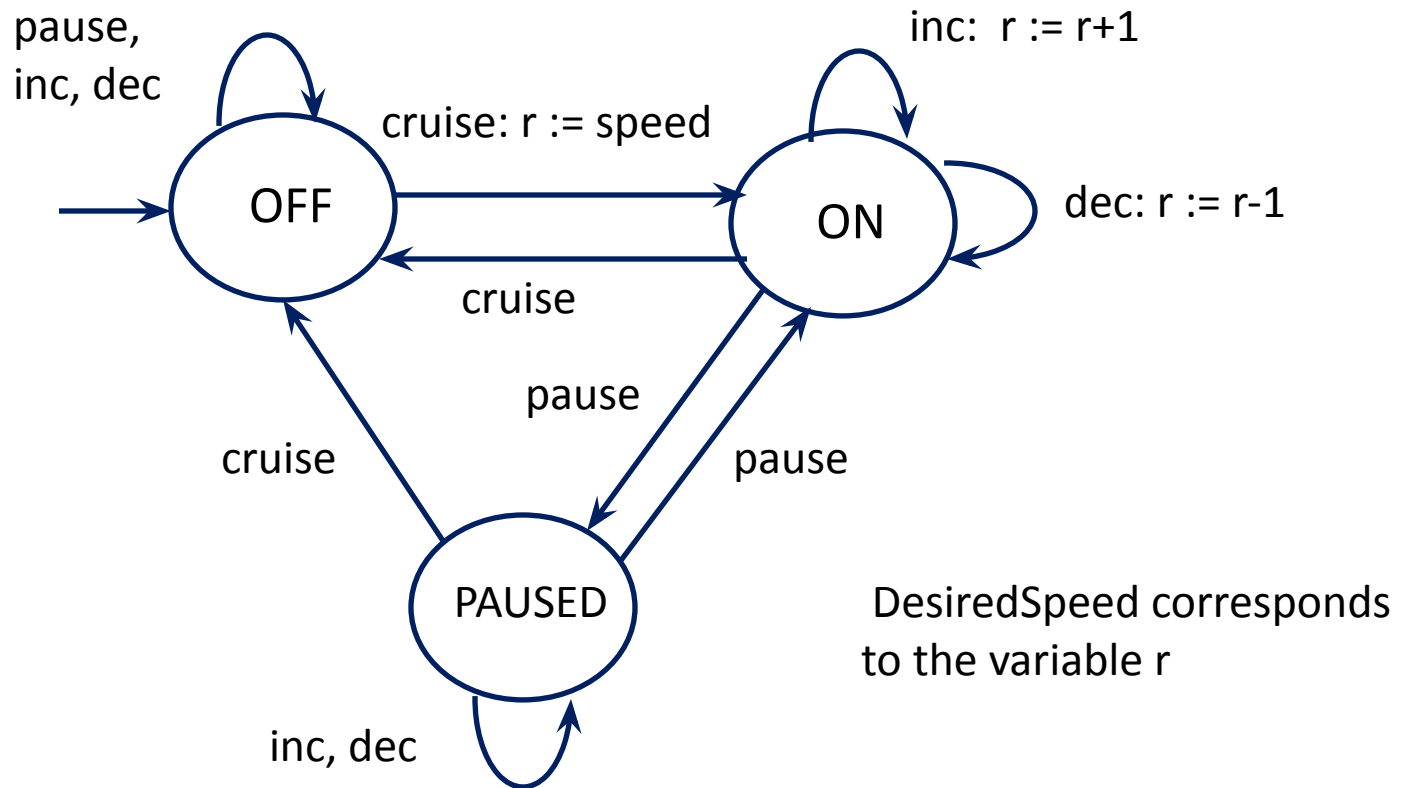 pause,
inc, dec
inc:  r := r+1
cruise: r := speed
OFF
ON
dec: r := r-1
cruise
pause
cruise
pause
PAUSED
DesiredSpeed corresponds
to the variable r
inc, dec